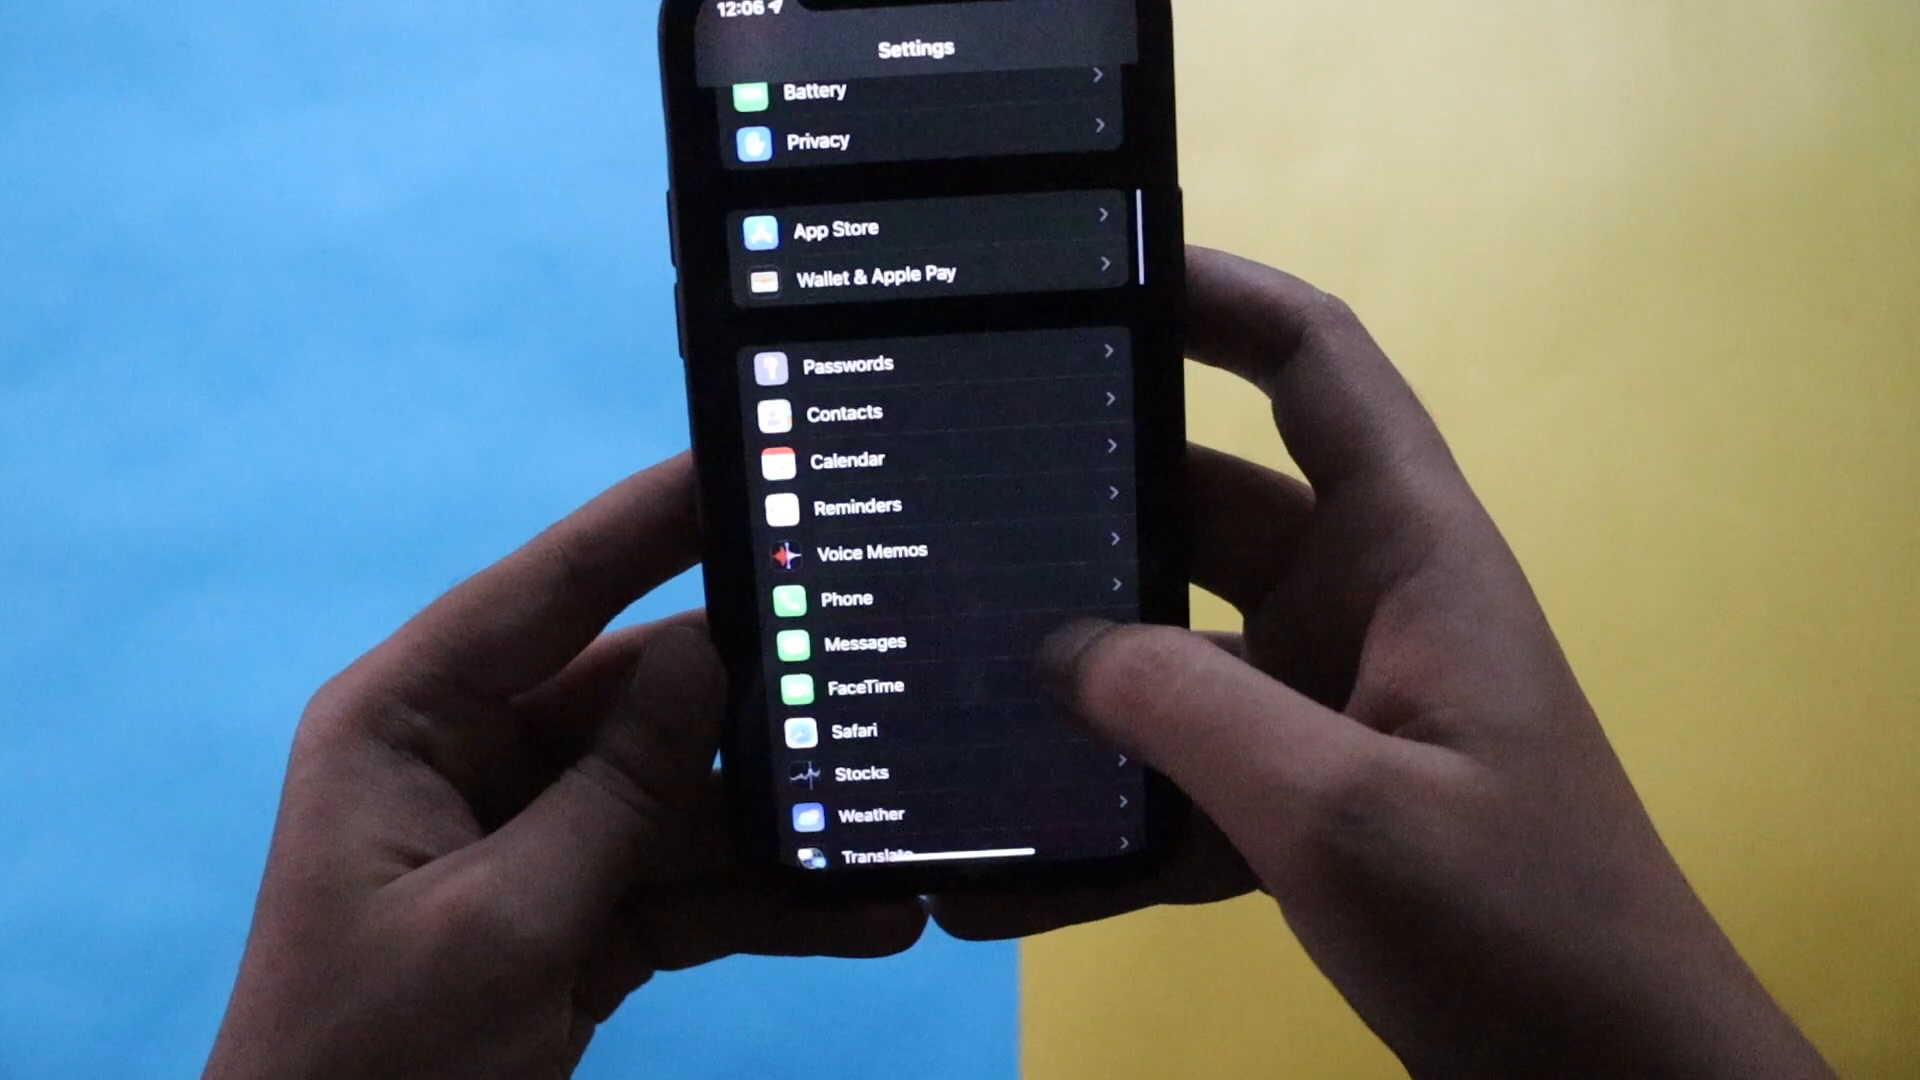 12:06
Settings
Battery
Privacy
App Store
Wallet & Apple Pay
Passwords
Contacts
Calendar
Reminders
Voice Memos
Phone
Messages
FaceTime
Safari
Stocks
Weather
Translate